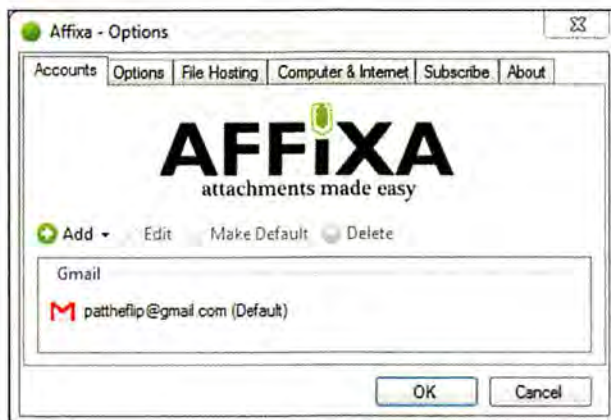 Affixa - Options
Accounts Options File Hosting Computer & Internet Subscribe About
AFFiXA
attachments made easy
Add Edit Make Default Delete
Gmail
pattheflip@gmail.com (Default)
OK Cancel